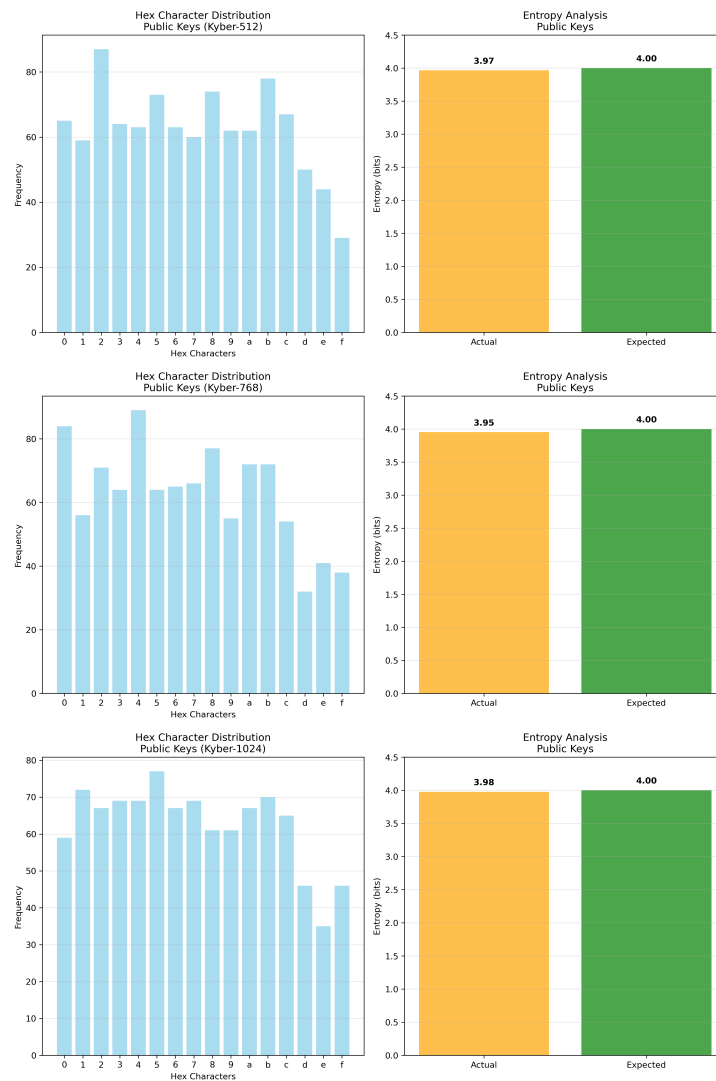 Hex Character Distribution
Public Keys (Kyber-512)
80
60
40
20
0
Frequency
0 1 2 3 4 5 6 7 8 9 a b c d e f
Hex Characters
Entropy Analysis
Public Keys
4.5
4.0
3.5
3.0
2.5
2.0
1.5
1.0
0.5
0.0
Entropy (bits)
3.97
4.00
Actual Expected
Hex Character Distribution
Public Keys (Kyber-768)
80
60
40
20
0
Frequency
0 1 2 3 4 5 6 7 8 9 a b c d e f
Hex Characters
Entropy Analysis
Public Keys
4.5
4.0
3.5
3.0
2.5
2.0
1.5
1.0
0.5
0.0
Entropy (bits)
3.95
4.00
Actual Expected
Hex Character Distribution
Public Keys (Kyber-1024)
80
70
60
50
40
30
20
10
0
Frequency
0 1 2 3 4 5 6 7 8 9 a b c d e f
Hex Characters
Entropy Analysis
Public Keys
4.5
4.0
3.5
3.0
2.5
2.0
1.5
1.0
0.5
0.0
Entropy (bits)
3.98
4.00
Actual Expected